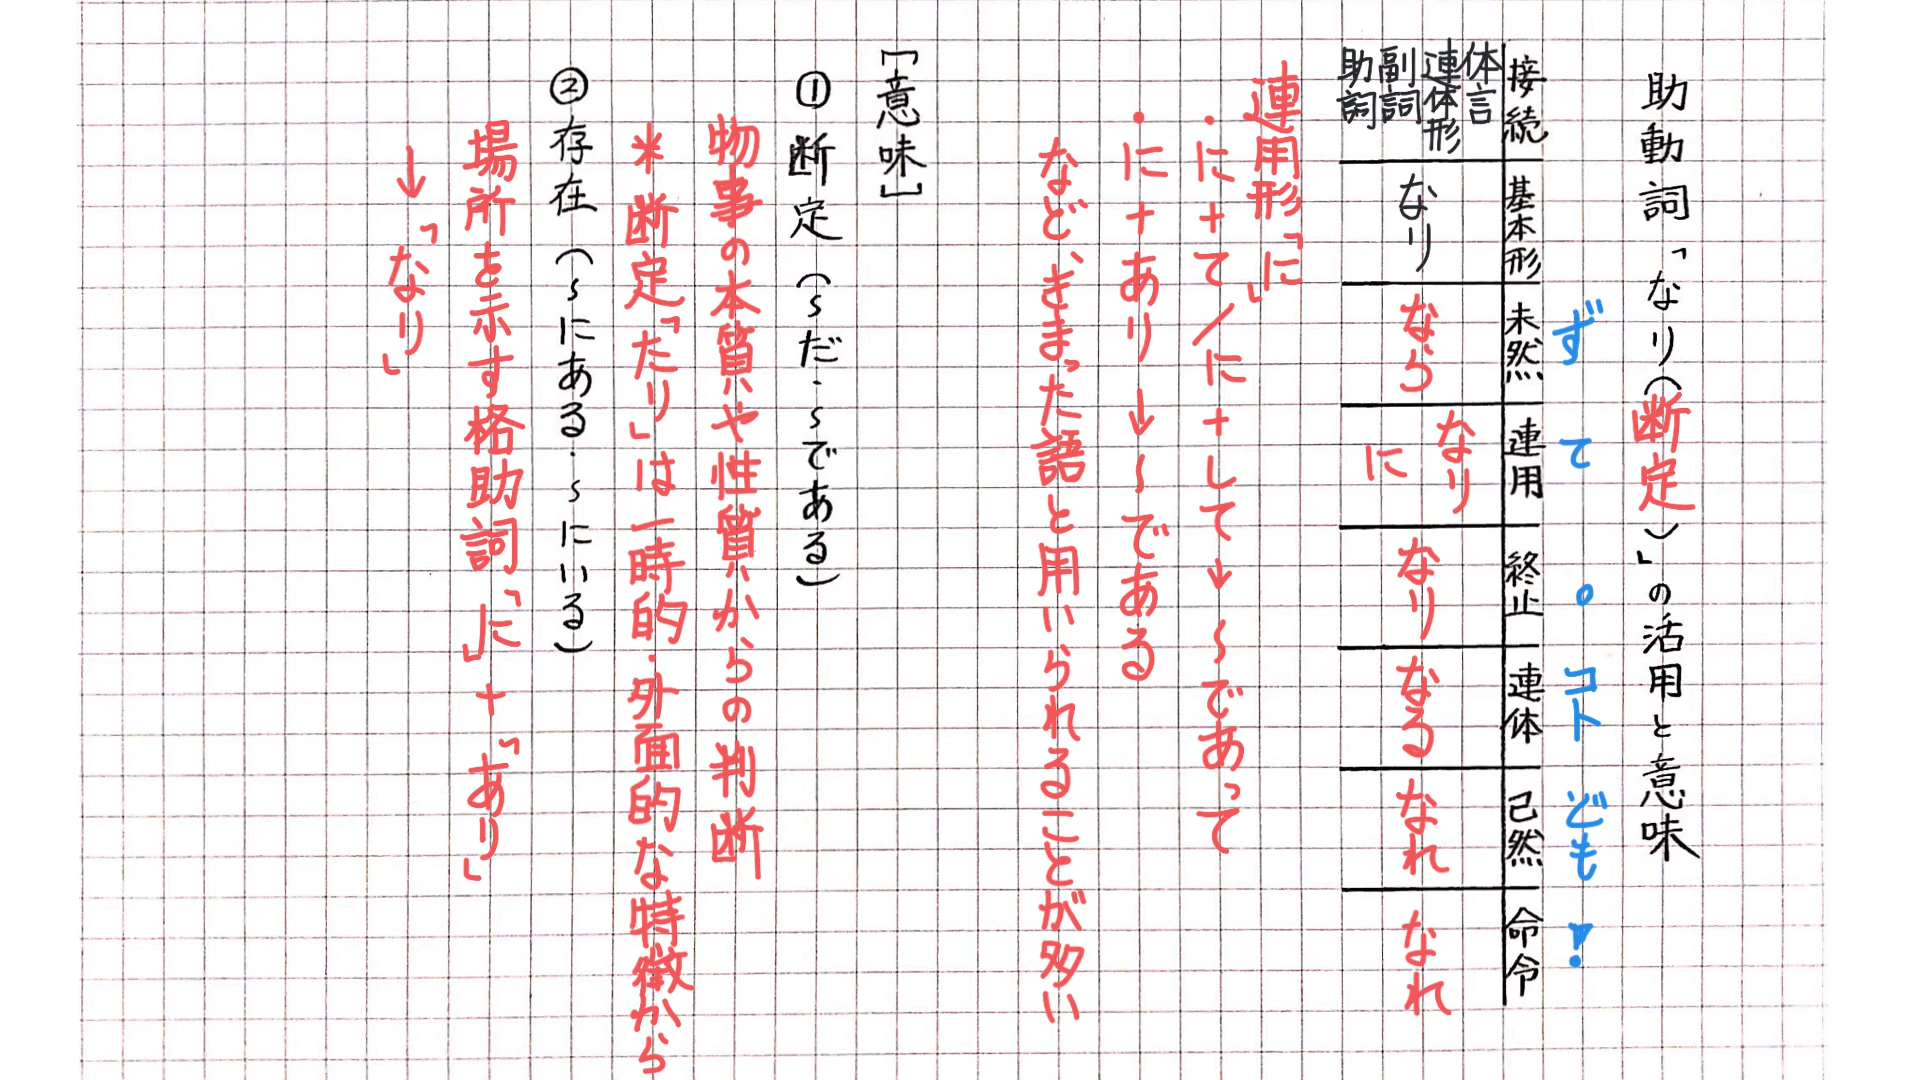 助動詞「なり(断定)」の活用と意味
ず て 。 コト ども !
接続 基本形 未然 連用 終止 連体 已然 命令
体言
連体形
副詞
助詞
なり なら なり に なり なる なれ なれ
連用形「に」
・に+て/に+して→~であって
・に+あり→~である
など、きまった語と用いられることが多い
[意味]
① 断定(~だ・~である)
物事の本質や性質からの判断
*断定「たり」は一時的・外面的な特徴から
②存在(~にある・~にいる)
場所を示す格助詞「に」+「あり」
→「なり」